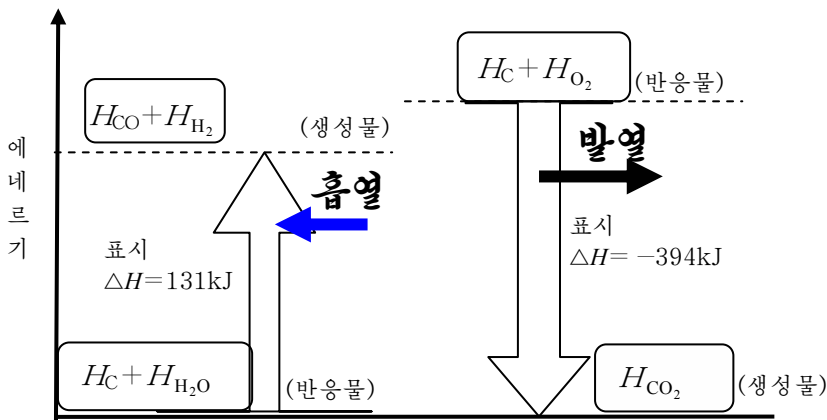 에네르기
H_CO+H_H₂
(생성물)
흡열
표시
△H=131kJ
H_C+H_H₂O
(반응물)
H_C+H_O₂
(반응물)
발열
표시
△H= −394kJ
H_CO₂
(생성물)